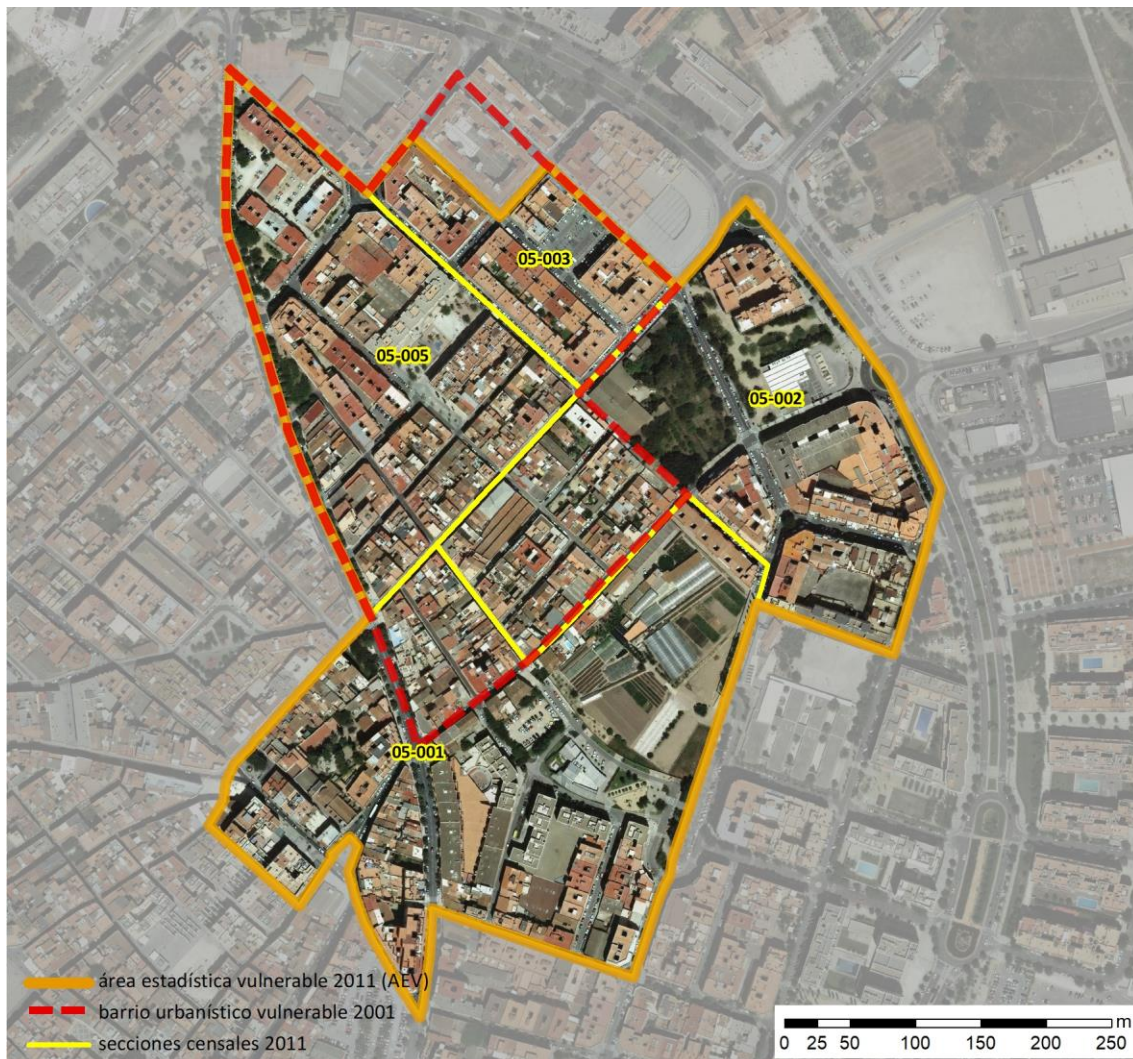 05-003
05-005
05-002
05-001
área estadística vulnerable 2011 (AEV)
barrio urbanístico vulnerable 2001
secciones censales 2011
m
0 25 50 100 150 200 250